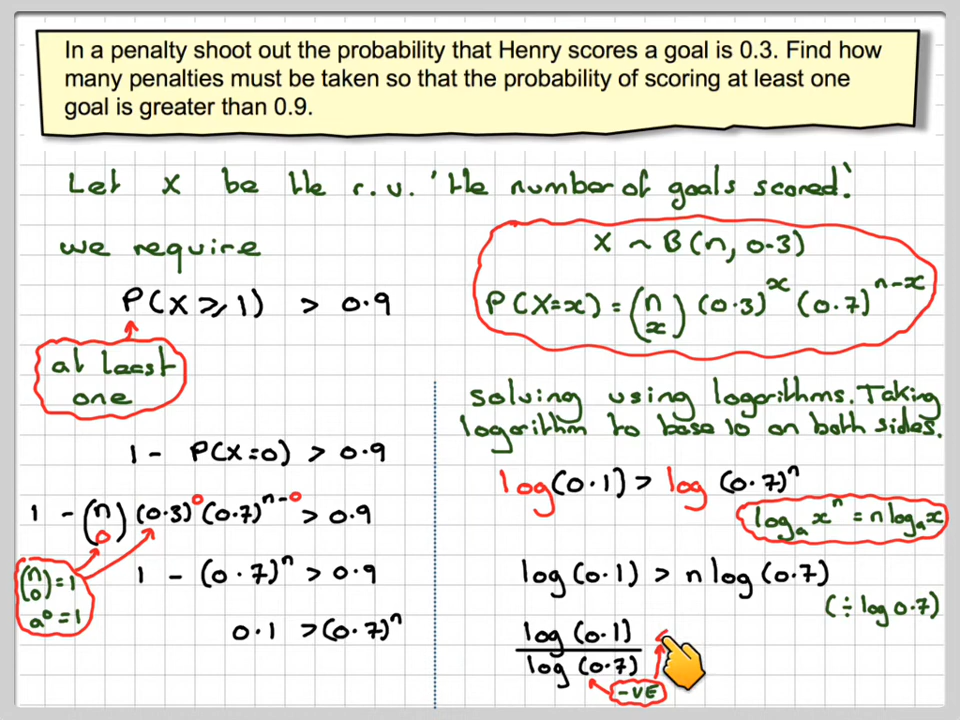 In a penalty shoot out the probability that Henry scores a goal is 0.3. Find how
many penalties must be taken so that the probability of scoring at least one
goal is greater than 0.9.
Let X be the r.v. 'the number of goals scored.'
we require
P(X ⩾ 1) > 0.9
at least
one
1 - P(X=0) > 0.9
1 - (n 0) (0.3)^0 (0.7)^(n-0) > 0.9
(n 0) = 1
a^0 = 1
1 - (0.7)^n > 0.9
0.1 > (0.7)^n
X ~ B(n, 0.3)
P(X=x) = (n x) (0.3)^x (0.7)^(n-x)
solving using logorithms. Taking
logorithm to base 10 on both sides.
log(0.1) > log (0.7)^n
log_a x^n = n log_a x
log(0.1) > n log(0.7)
(÷ log 0.7)
log(0.1)
log(0.7)
-VE